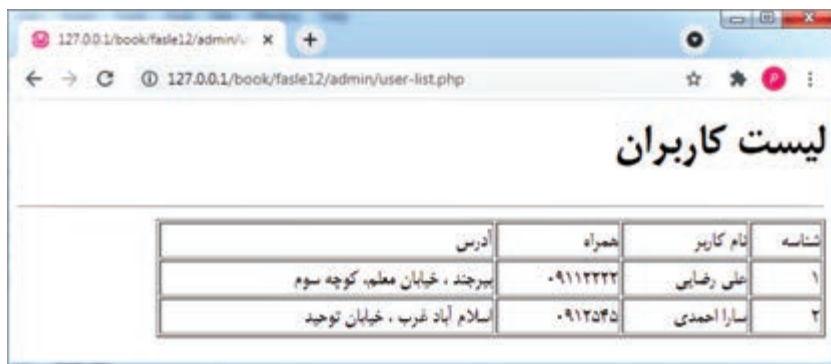 127.0.0.1/book/fasle12/admin/u
127.0.0.1/book/fasle12/admin/user-list.php
P
لیست کاربران
شناسه نام کاربر همراه آدرس
۱ علی رضایی ۰۹۱۱۲۲۲۲ بیرجند ، خیابان معلم، کوچه سوم
۲ سارا احمدی ۰۹۱۲۵۴۵ اسلام آباد غرب ، خیابان توحید